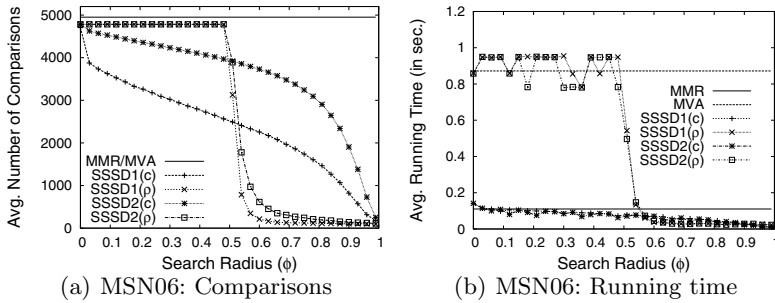 Avg. Number of Comparisons
5000
4000
3000
2000
1000
0
MMR/MVA
SSSD1(c)
SSSD1(ρ)
SSSD2(c)
SSSD2(ρ)
0 0.1 0.2 0.3 0.4 0.5 0.6 0.7 0.8 0.9 1
Search Radius (ϕ)
(a) MSN06: Comparisons
Avg. Running Time (in sec.)
1.2
1
0.8
0.6
0.4
0.2
0
MMR
MVA
SSSD1(c)
SSSD1(ρ)
SSSD2(c)
SSSD2(ρ)
0 0.1 0.2 0.3 0.4 0.5 0.6 0.7 0.8 0.9 1
Search Radius (ϕ)
(b) MSN06: Running time